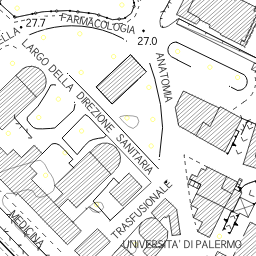 ELLA
27.7
FARMACOLOGIA
27.0
LARGO DELLA DIREZIONE SANITARIA
ANATOMIA
TRASFUSIONALE
MEDICINA
UNIVERSITA' DI PALERMO